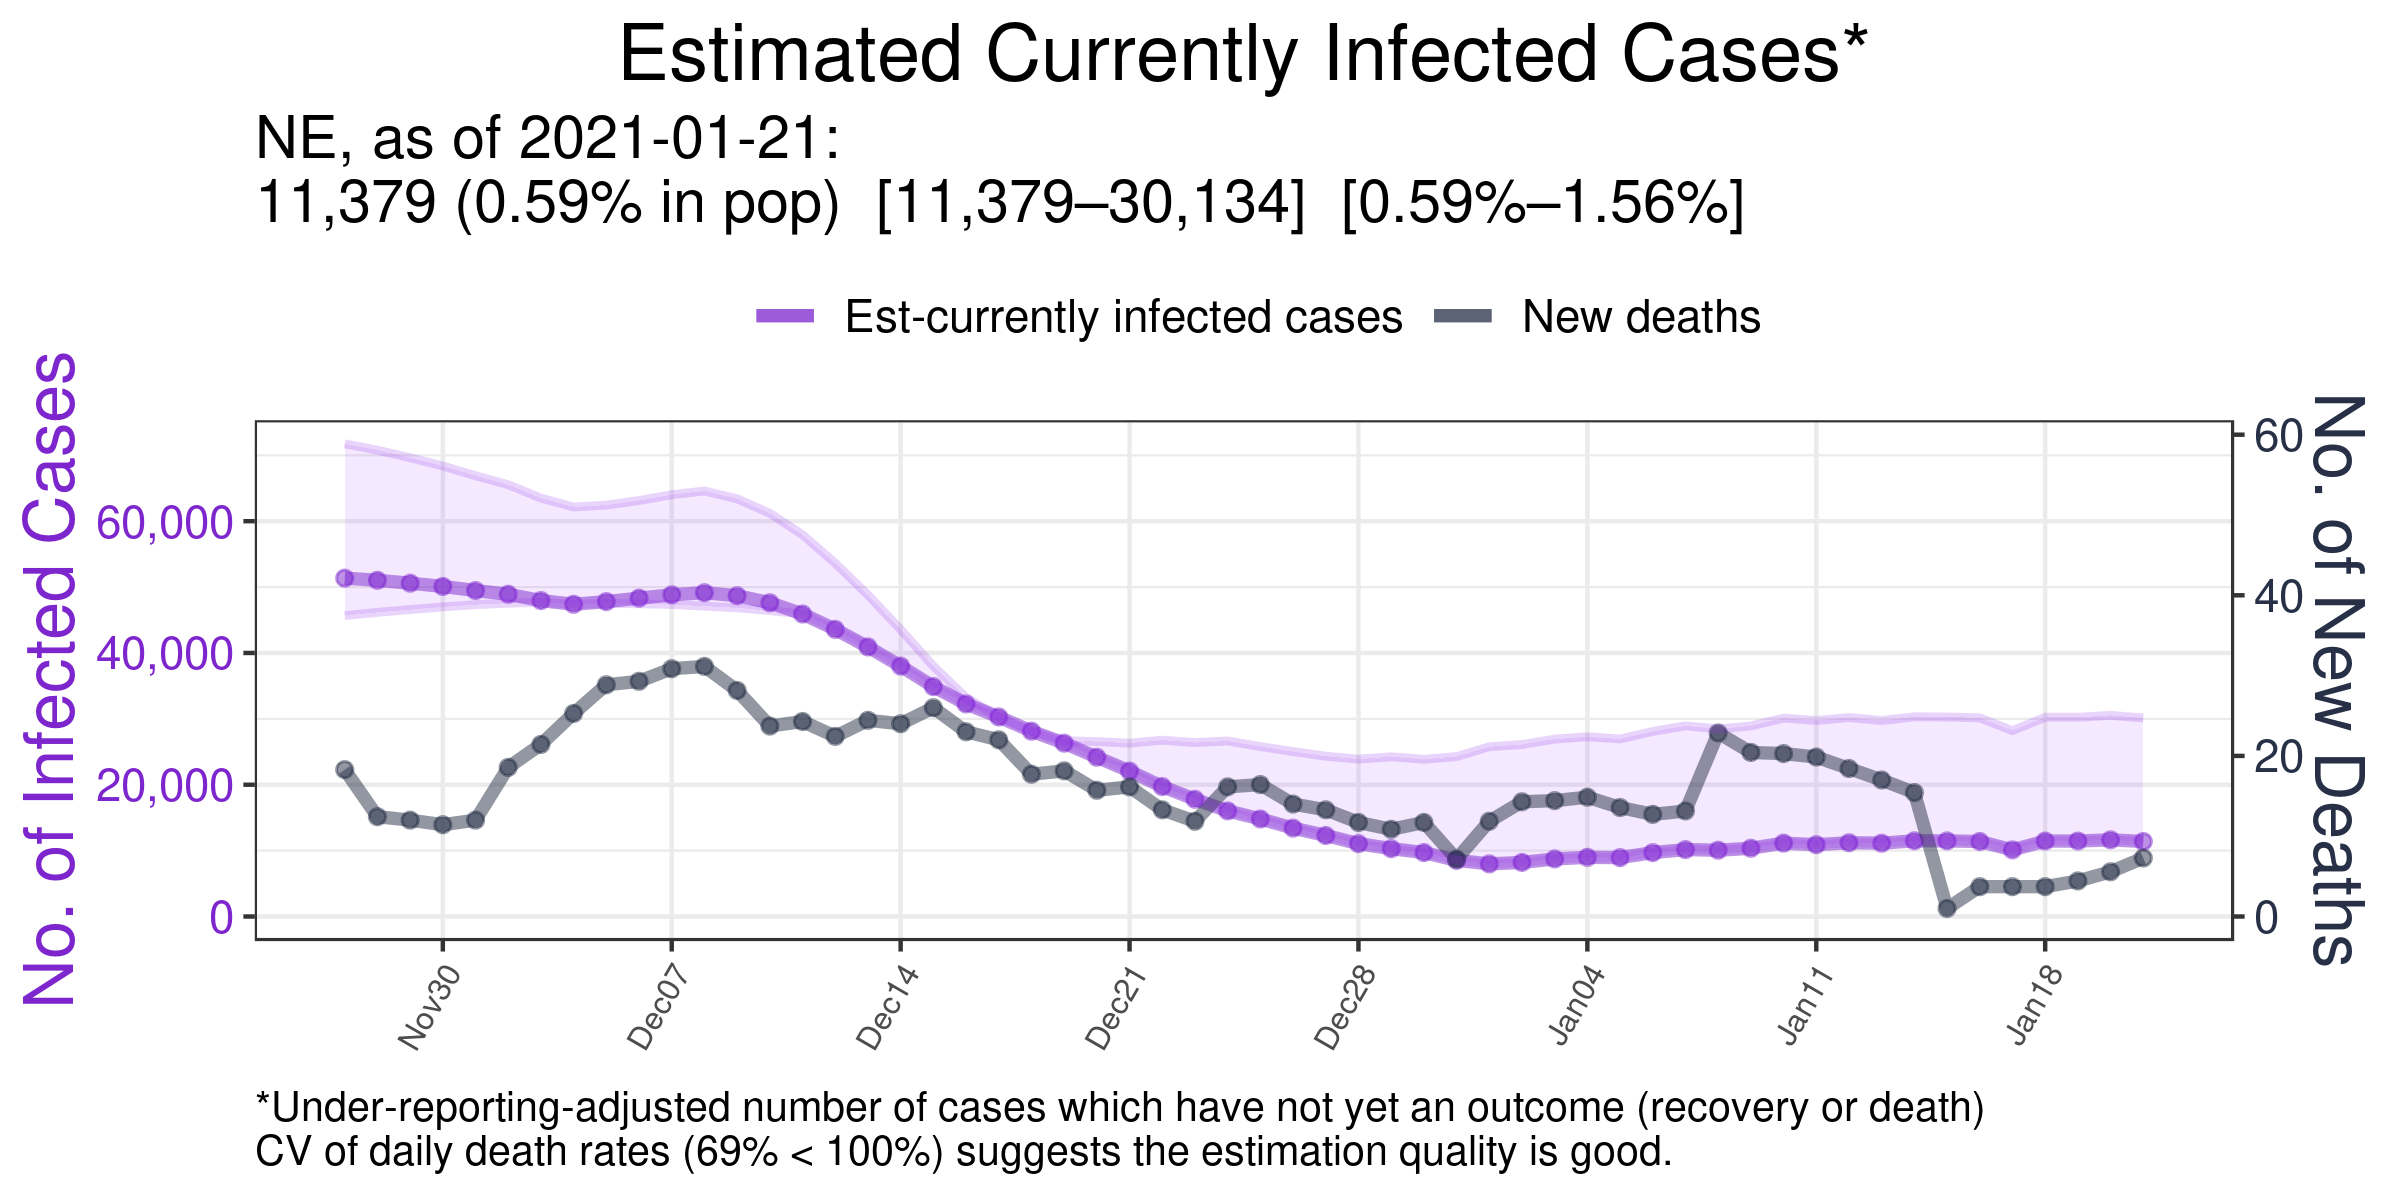 Estimated Currently Infected Cases*
NE, as of 2021-01-21:
11,379 (0.59% in pop)  [11,379–30,134]  [0.59%–1.56%]
Est-currently infected cases
New deaths
No. of Infected Cases
60,000
40,000
20,000
0
60
40
20
0
No. of New Deaths
Nov30
Dec07
Dec14
Dec21
Dec28
Jan04
Jan11
Jan18
*Under-reporting-adjusted number of cases which have not yet an outcome (recovery or death)
CV of daily death rates (69% < 100%) suggests the estimation quality is good.